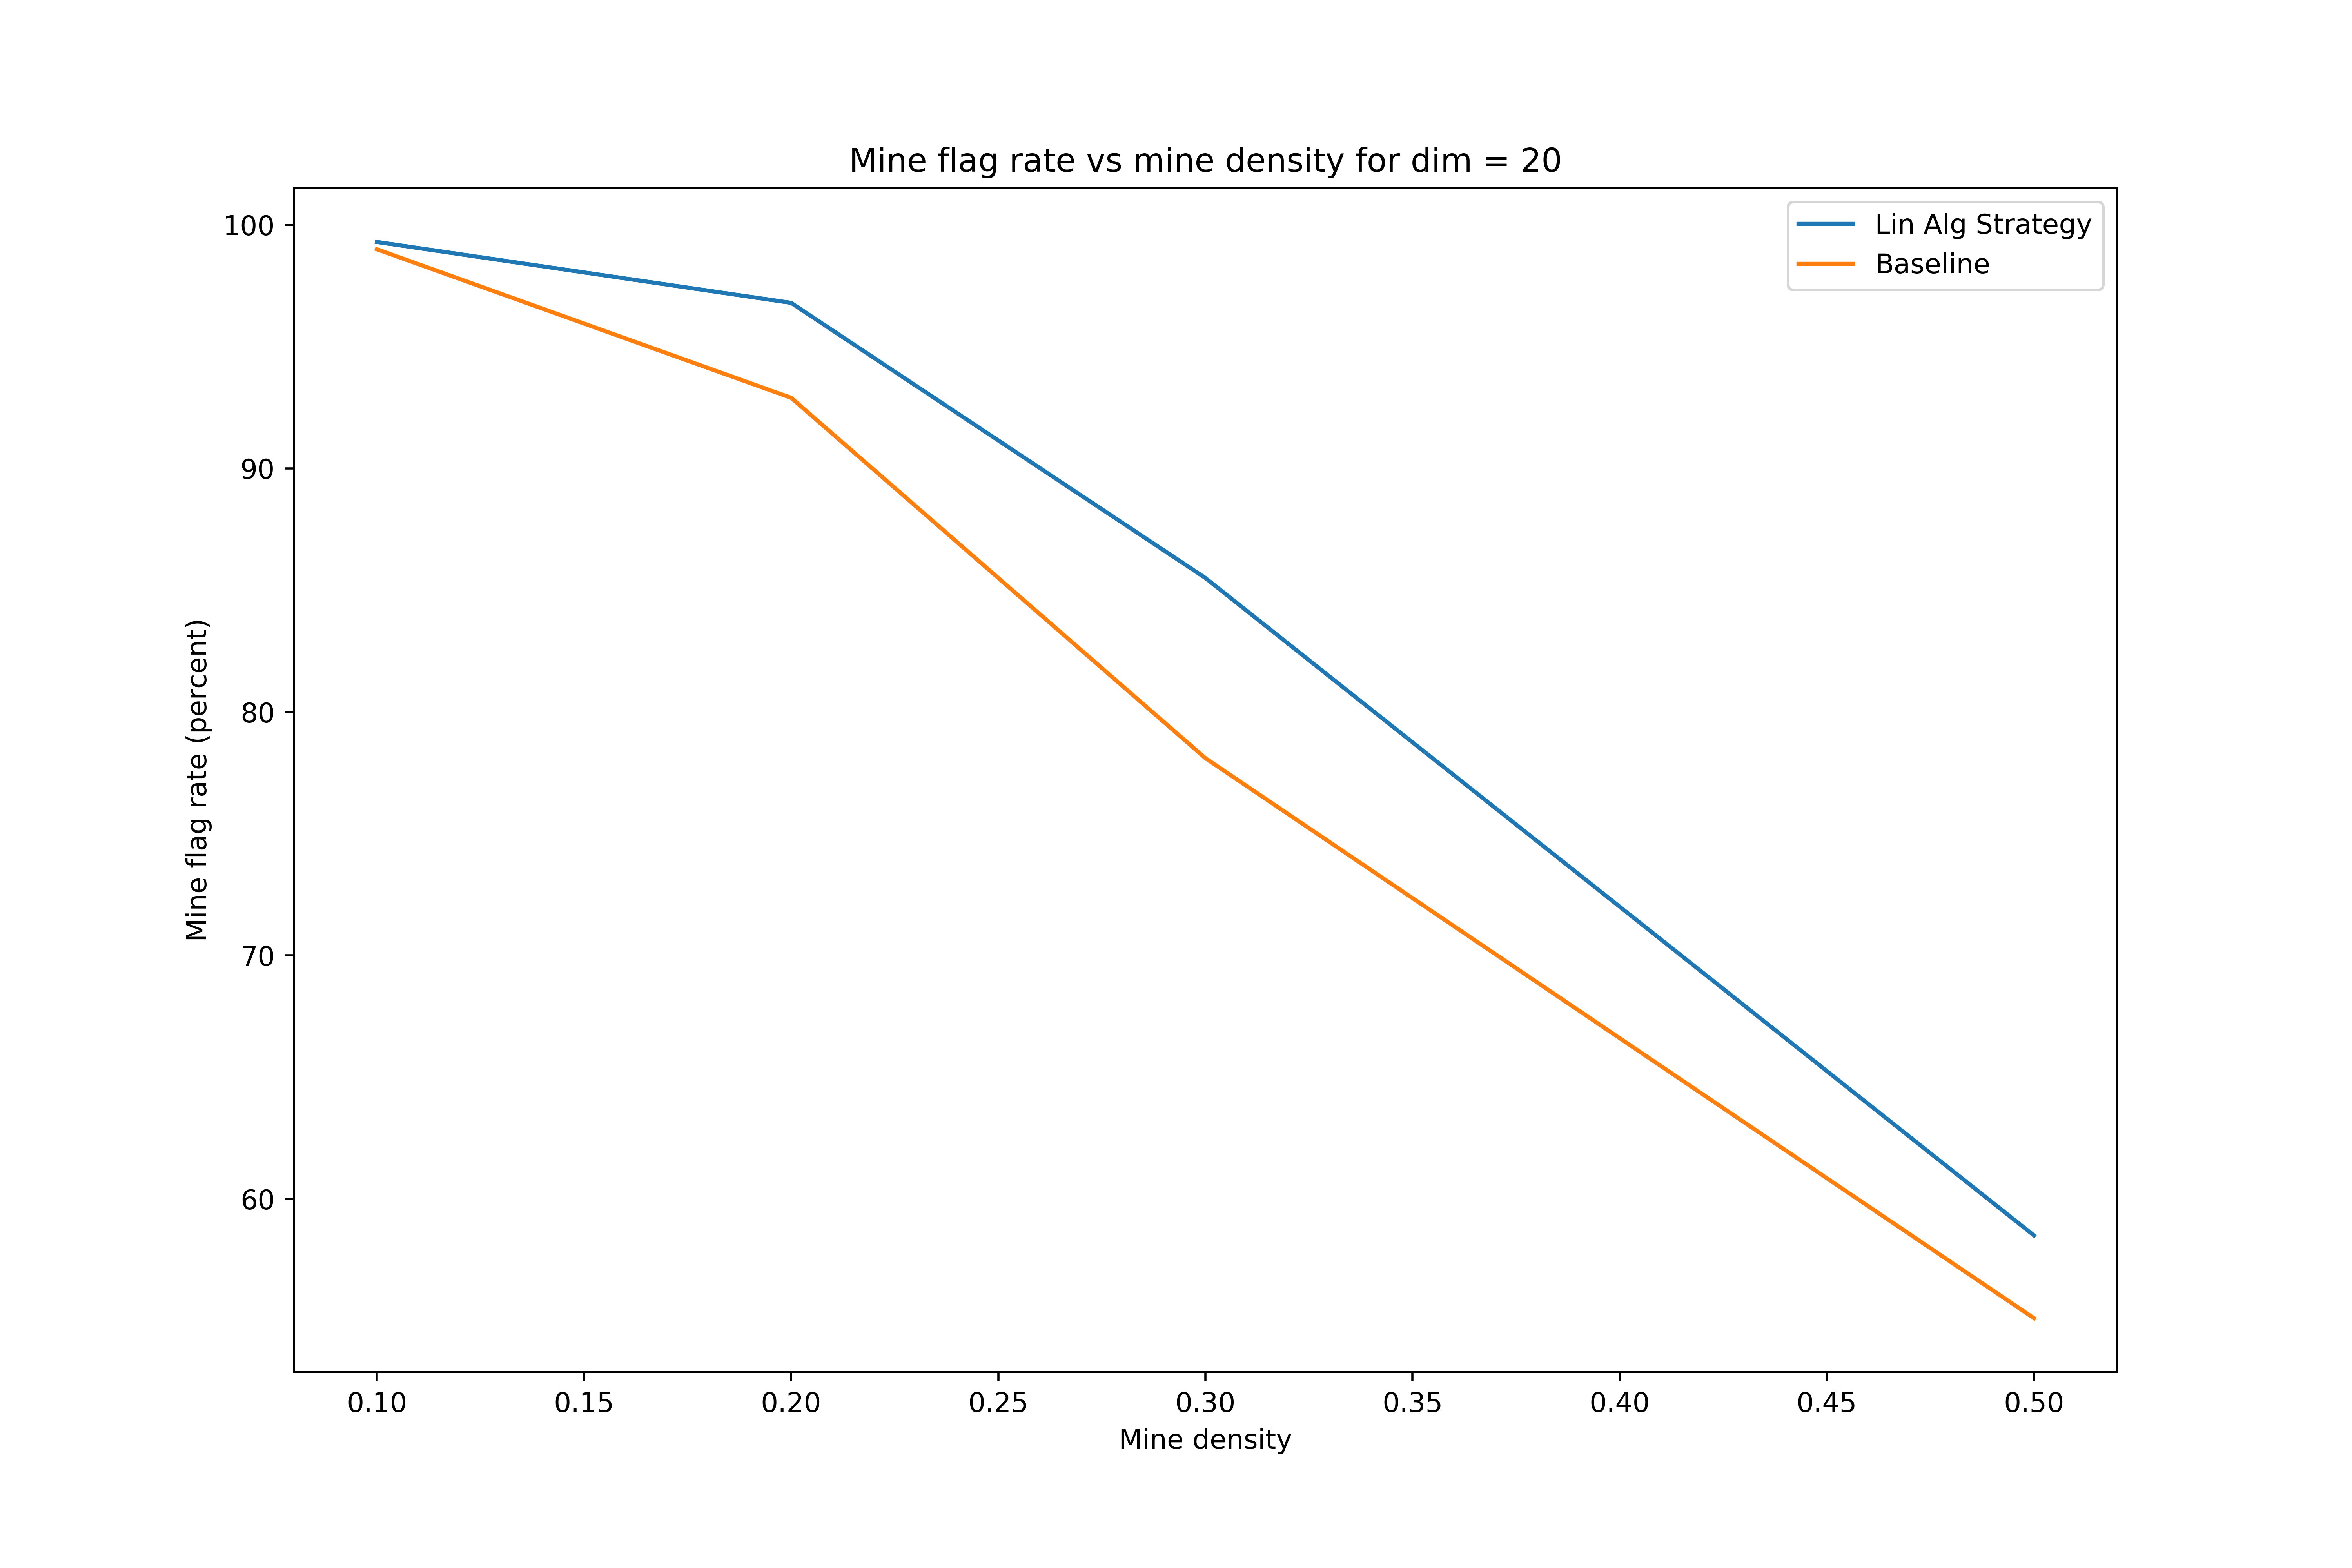 Mine flag rate vs mine density for dim = 20
Lin Alg Strategy
Baseline
100
90
80
70
60
Mine flag rate (percent)
0.10 0.15 0.20 0.25 0.30 0.35 0.40 0.45 0.50
Mine density